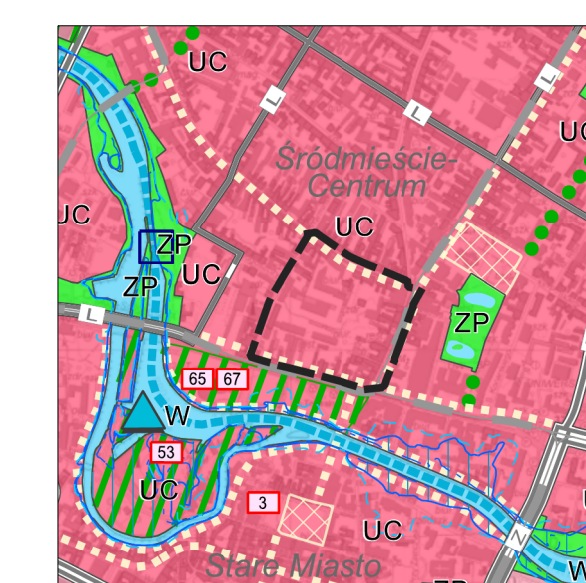 UC
L
L
L
UC
Śródmieście-
Centrum
UC
UC
ZP
UC
ZP
L
ZP
65
67
W
53
UC
3
UC
N
Stare Miasto
W